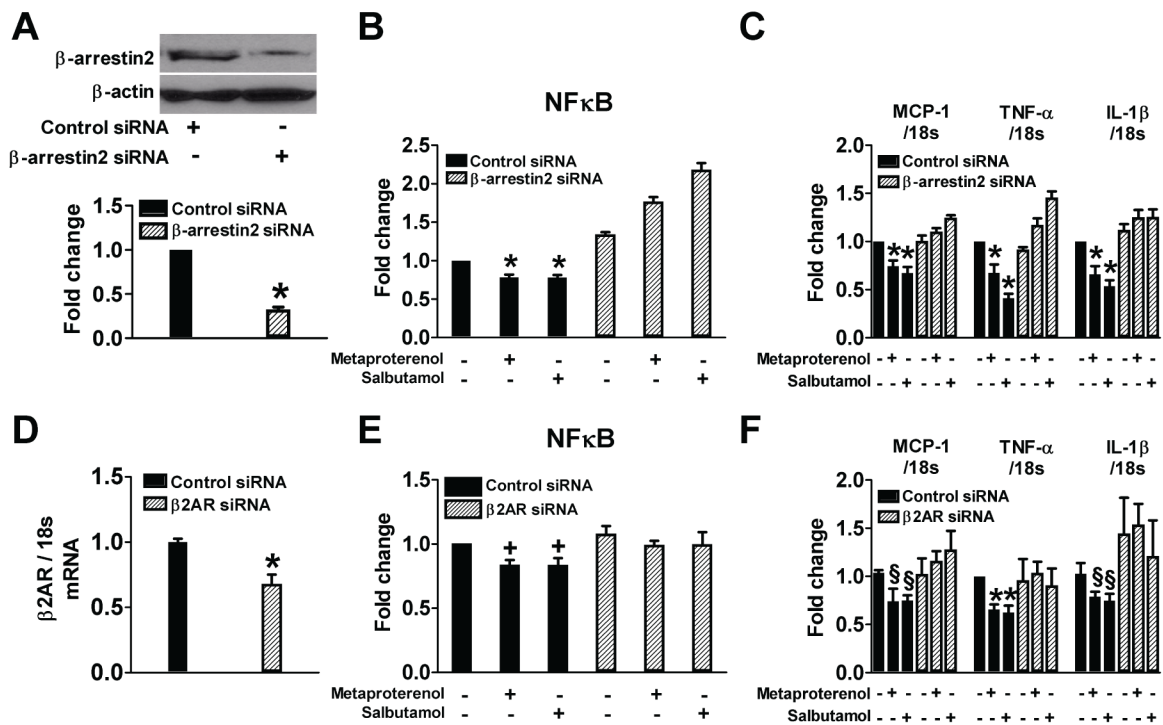 A
β-arrestin2
β-actin
Control siRNA + -
β-arrestin2 siRNA - +
Fold change
1.5
1.0
0.5
0.0
Control siRNA
β-arrestin2 siRNA
*
B
NFκB
Fold change
2.5
2.0
1.5
1.0
0.5
0.0
Control siRNA
β-arrestin2 siRNA
* *
Metaproterenol - + - - + -
Salbutamol - - + - - +
C
MCP-1 TNF-α IL-1β
/18s /18s /18s
Fold change
2.0
1.5
1.0
0.5
0.0
Control siRNA
β-arrestin2 siRNA
* * * * * *
Metaproterenol - + - - + - - + - - + - - + - - + -
Salbutamol - - + - - + - - + - - + - - + - - +
D
β2AR / 18s
mRNA
1.5
1.0
0.5
0.0
Control siRNA
β2AR siRNA
*
E
NFκB
Fold change
1.5
1.0
0.5
0.0
Control siRNA
β2AR siRNA
+ +
Metaproterenol - + - - + -
Salbutamol - - + - - +
F
MCP-1 TNF-α IL-1β
/18s /18s /18s
Fold change
2.0
1.5
1.0
0.5
0.0
Control siRNA
β2AR siRNA
§ § * * § §
Metaproterenol - + - - + - - + - - + - - + - - + -
Salbutamol - - + - - + - - + - - + - - + - - +